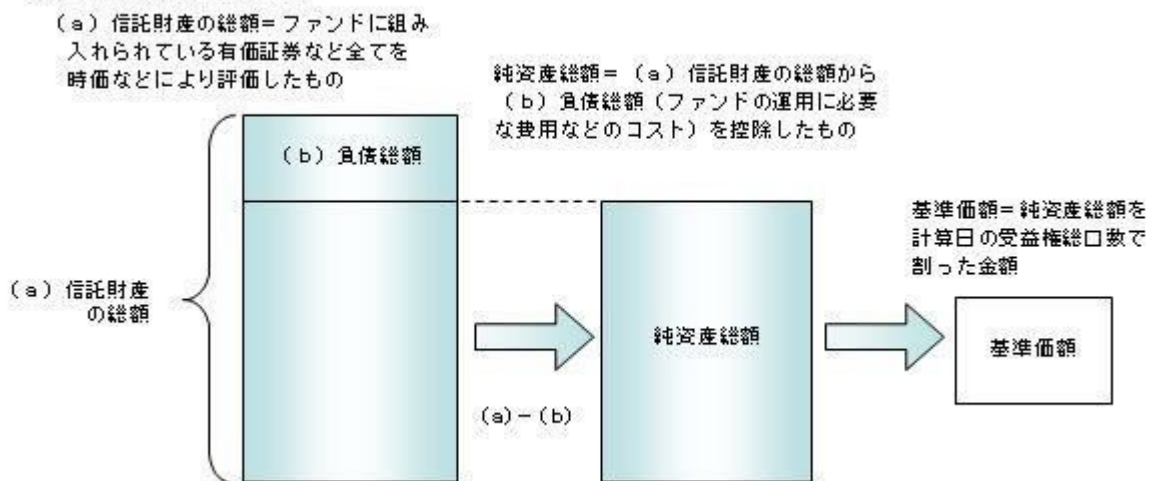 (a)信託財産の総額=ファンドに組み
入れられている有価証券など全てを
時価などにより評価したもの
純資産総額=(a)信託財産の総額から
(b)負債総額(ファンドの運用に必要
な費用などのコスト)を控除したもの
(b)負債総額
基準価額=純資産総額を
計算日の受益権総口数で
割った金額
(a)信託財産
の総額
純資産総額
基準価額
(a)-(b)